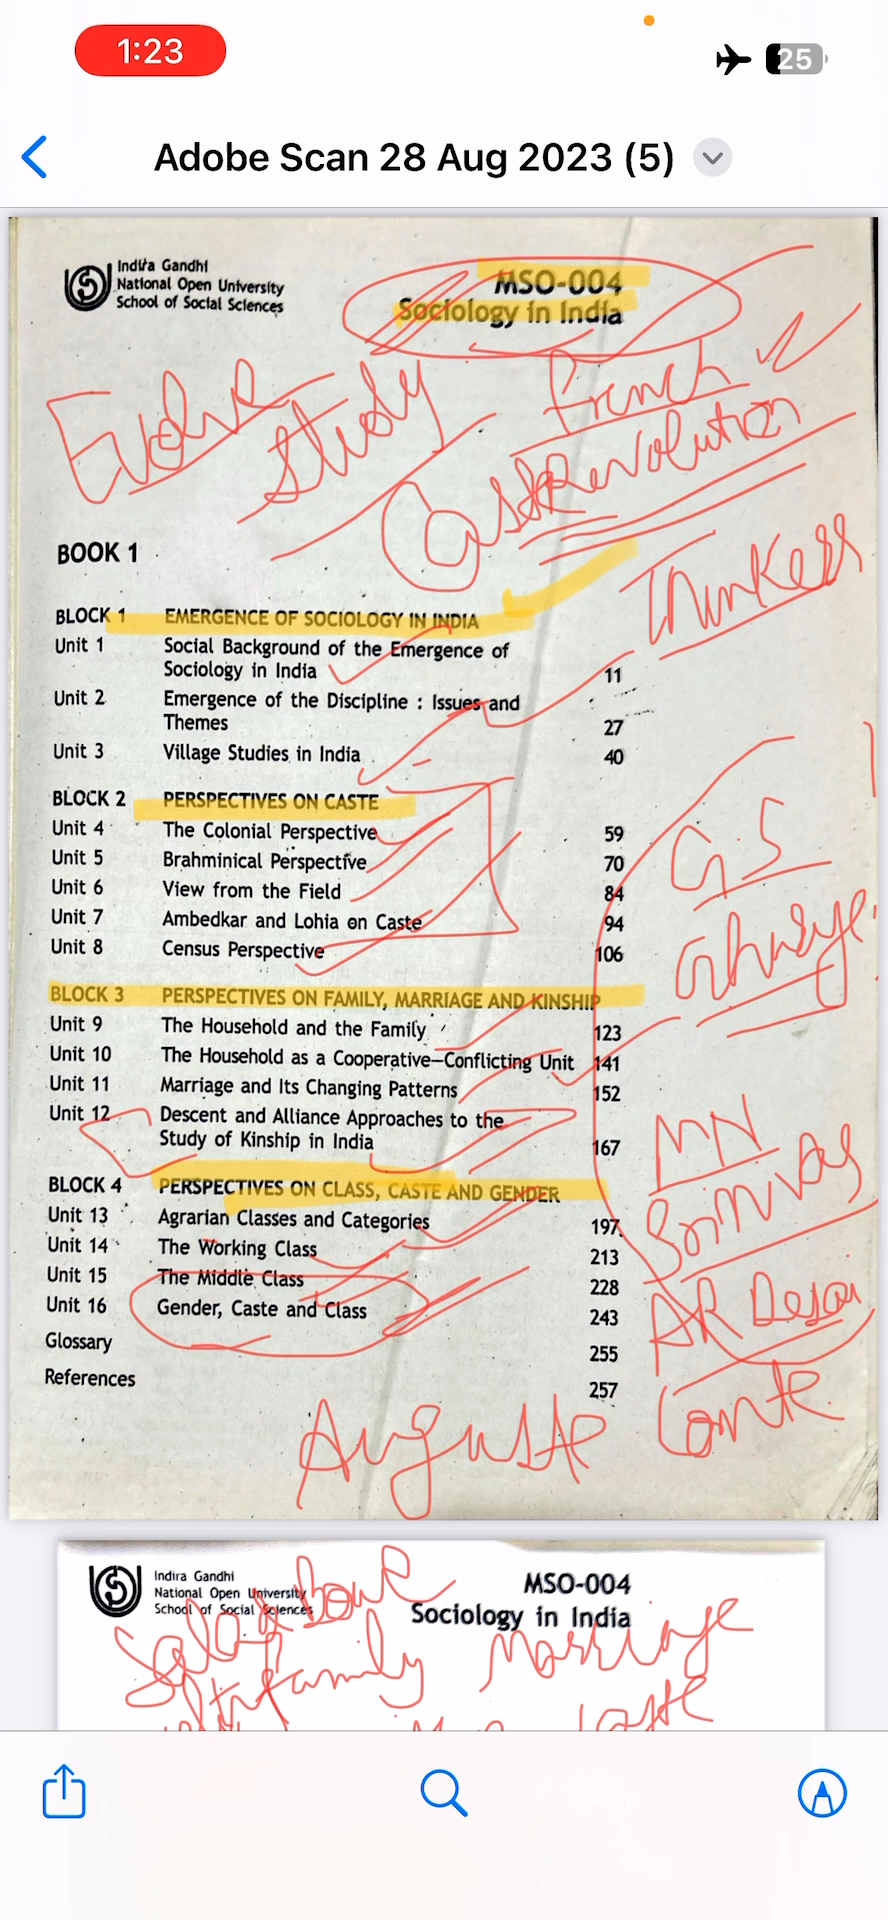 1:23
25
Adobe Scan 28 Aug 2023 (5)
Indira Gandhi
National Open University
School of Social Sciences
MSO-004
Sociology in India
Evolve
Study
French
Revolution
Caste
Thinkers
BOOK 1
BLOCK 1 EMERGENCE OF SOCIOLOGY IN INDIA
Unit 1 Social Background of the Emergence of
Sociology in India 11
Unit 2 Emergence of the Discipline : Issues and
Themes 27
Unit 3 Village Studies in India 40
BLOCK 2 PERSPECTIVES ON CASTE
Unit 4 The Colonial Perspective 59
Unit 5 Brahminical Perspective 70
Unit 6 View from the Field 84
Unit 7 Ambedkar and Lohia on Caste 94
Unit 8 Census Perspective 106
G.S
Ghurye
BLOCK 3 PERSPECTIVES ON FAMILY, MARRIAGE AND KINSHIP
Unit 9 The Household and the Family 123
Unit 10 The Household as a Cooperative–Conflicting Unit 141
Unit 11 Marriage and Its Changing Patterns 152
Unit 12 Descent and Alliance Approaches to the
Study of Kinship in India 167
MN
Srinivas
BLOCK 4 PERSPECTIVES ON CLASS, CASTE AND GENDER
Unit 13 Agrarian Classes and Categories 197
Unit 14 The Working Class 213
Unit 15 The Middle Class 228
Unit 16 Gender, Caste and Class 243
AR Desai
Glossary 255
References 257
Auguste Comte
Indira Gandhi
National Open University
School of Social Sciences
MSO-004
Sociology in India
Salad Bowl
family Marriage
Caste